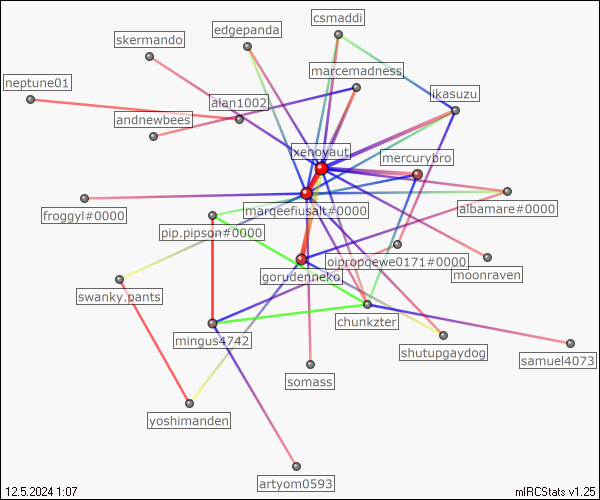 csmaddi
edgepanda
skermando
marcemadness
neptune01
ikasuzu
alan1002
andnewbees
xenoyaut
mercurybro
albamare#0000
froggyl#0000
marqeefiusalt#0000
pip.pipson#0000
oipropqewe0171#0000
gorudenneko
moonraven
swanky.pants
chunkzter
mingus4742
shutupgaydog
samuel4073
somass
yoshimanden
artyom0593
12.5.2024 1:07
mIRCStats v1.25